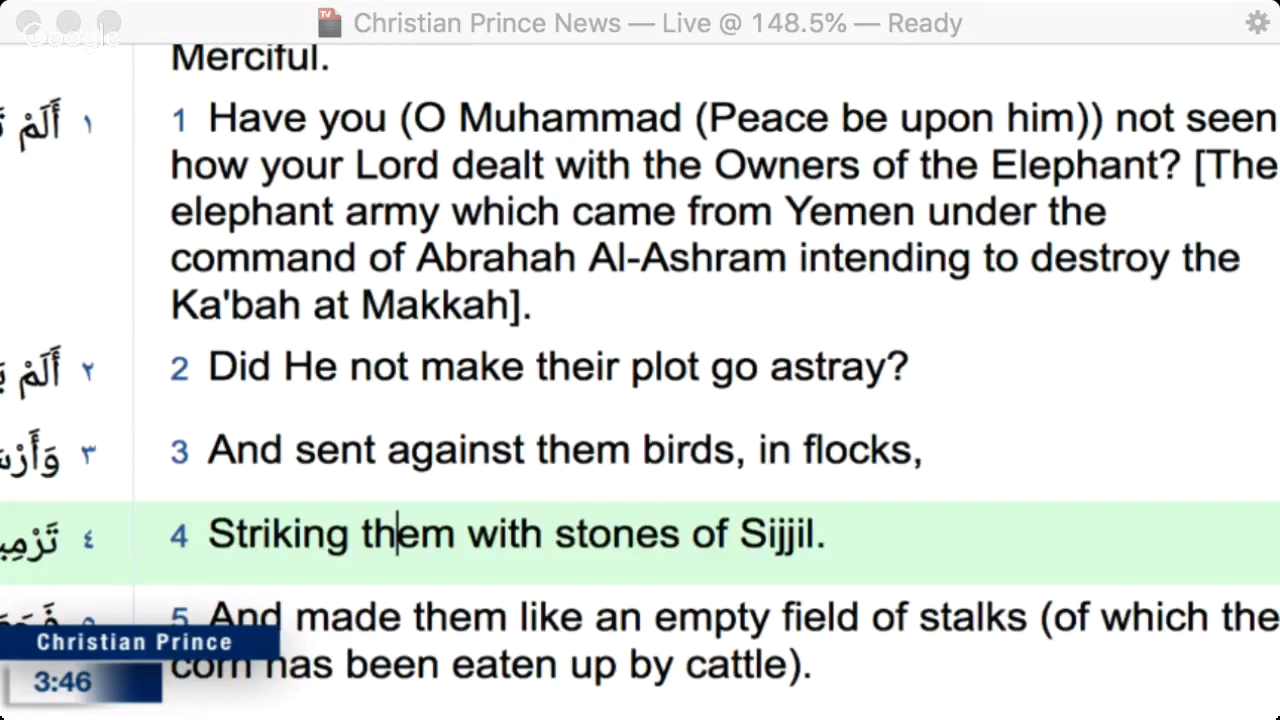 Christian Prince News — Live @ 148.5% — Ready
Google
Merciful.
١ أَلَمْ
1 Have you (O Muhammad (Peace be upon him)) not seen
how your Lord dealt with the Owners of the Elephant? [The
elephant army which came from Yemen under the
command of Abrahah Al-Ashram intending to destroy the
Ka'bah at Makkah].
٢ أَلَمْ
2 Did He not make their plot go astray?
٣
3 And sent against them birds, in flocks,
٤
4 Striking them with stones of Sijjil.
5 And made them like an empty field of stalks (of which the
corn has been eaten up by cattle).
Christian Prince
3:46